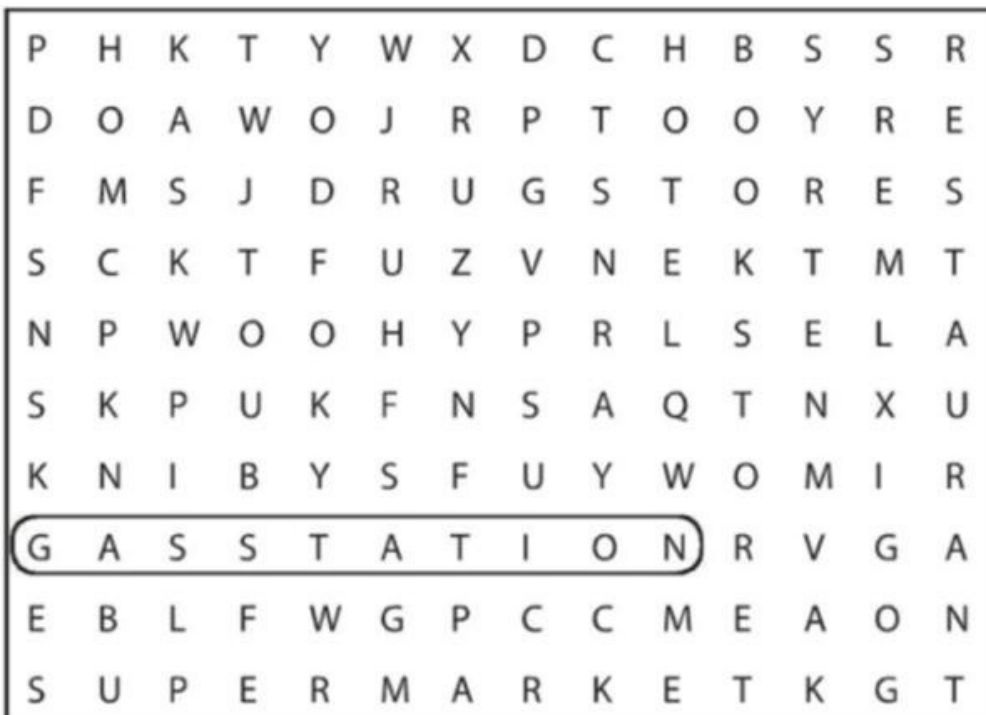 P H K T Y W X D C H B S S R
D O A W O J R P T O O Y R E
F M S J D R U G S T O R E S
S C K T F U Z V N E K T M T
N P W O O H Y P R L S E L A
S K P U K F N S A Q T N X U
K N I B Y S F U Y W O M I R
G A S S T A T I O N R V G A
E B L F W G P C C M E A O N
S U P E R M A R K E T K G T